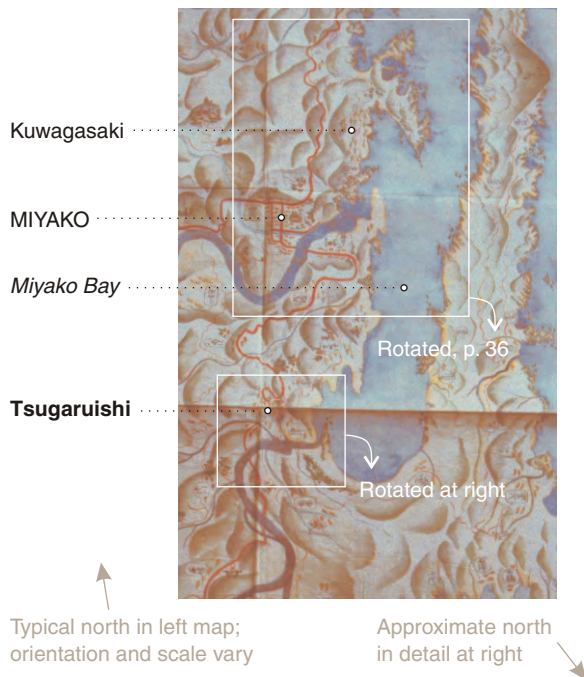 Kuwagasaki
MIYAKO
Miyako Bay
Rotated, p. 36
Tsugaruishi
Rotated at right
Typical north in left map;
orientation and scale vary
Approximate north
in detail at right